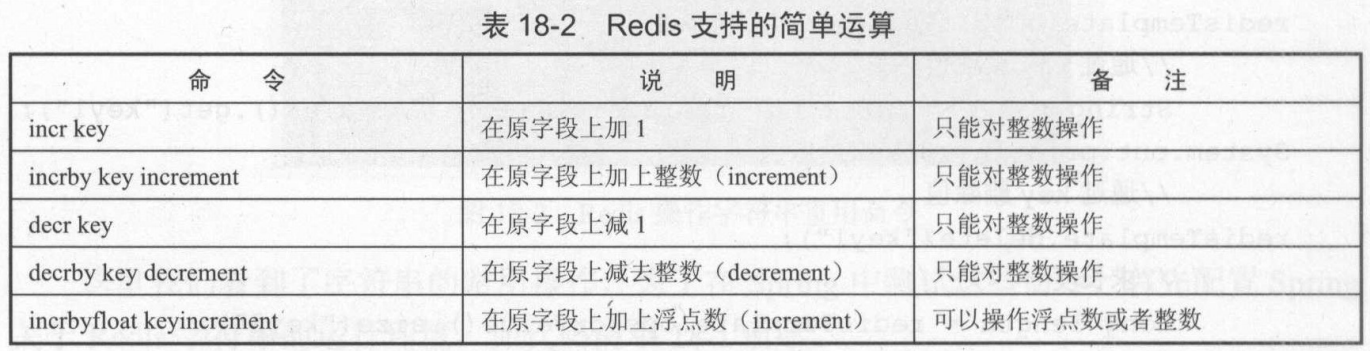 表 18-2 Redis 支持的简单运算
命 令 说 明 备 注
incr key 在原字段上加 1 只能对整数操作
incrby key increment 在原字段上加上整数（increment） 只能对整数操作
decr key 在原字段上减 1 只能对整数操作
decrby key decrement 在原字段上减去整数（decrement） 只能对整数操作
incrbyfloat keyincrement 在原字段上加上浮点数（increment） 可以操作浮点数或者整数